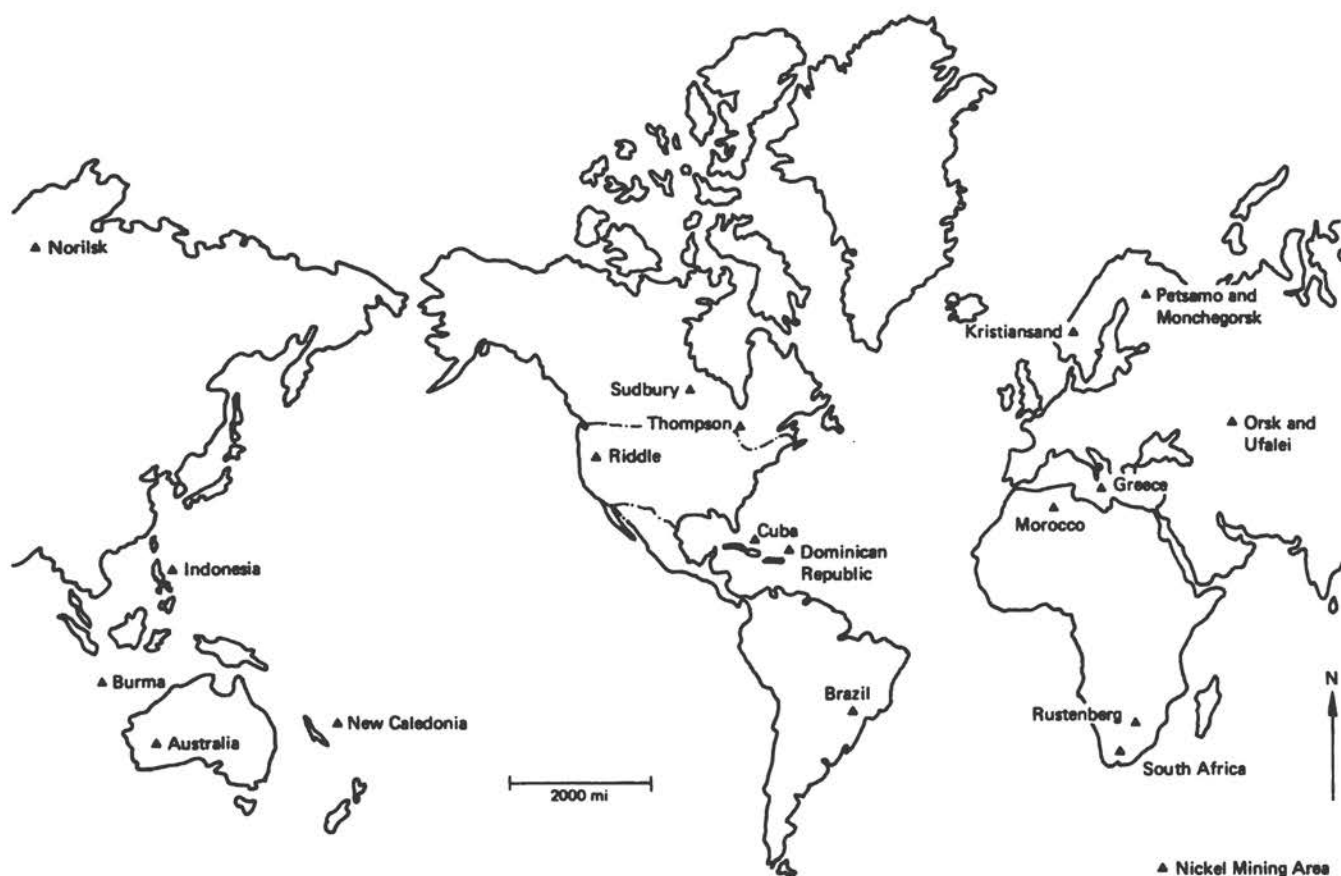 Norilsk
Petsamo and
Monchegorsk
Kristiansand
Sudbury
Thompson
Orsk and
Ufalei
Riddle
Greece
Morocco
Cuba
Dominican
Republic
Indonesia
Burma
N
Brazil
New Caledonia
Rustenberg
Australia
South Africa
2000 mi
Nickel Mining Area